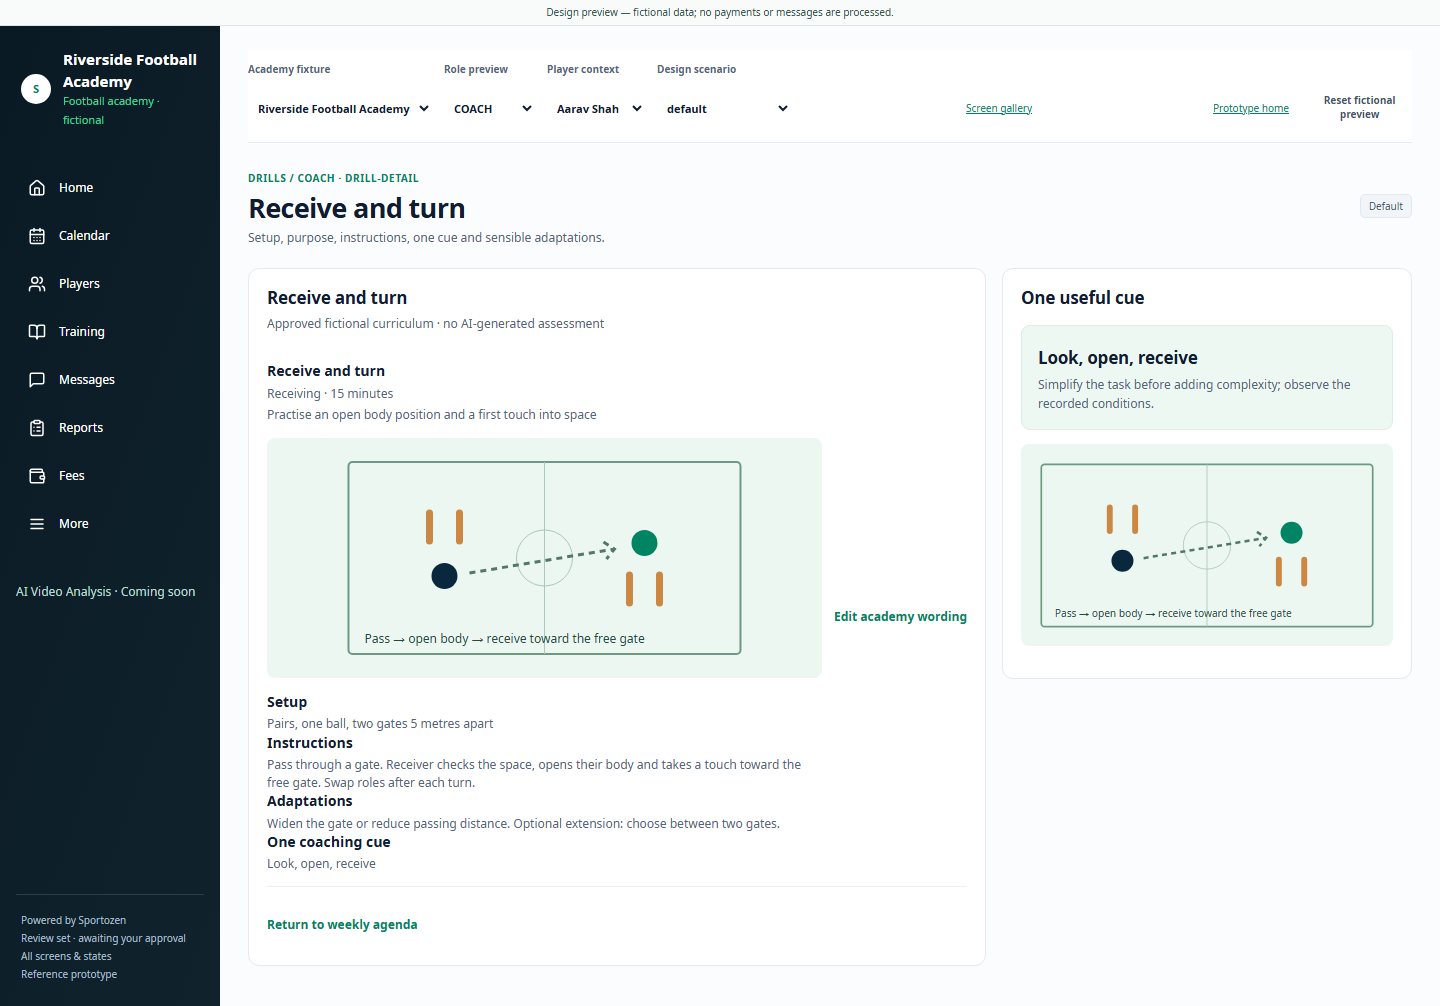 Design preview — fictional data; no payments or messages are processed.
S
Riverside Football
Academy
Football academy ·
fictional
Home
Calendar
Players
Training
Messages
Reports
Fees
More
AI Video Analysis · Coming soon
Powered by Sportozen
Review set · awaiting your approval
All screens & states
Reference prototype
Academy fixture
Riverside Football Academy
Role preview
COACH
Player context
Aarav Shah
Design scenario
default
Screen gallery
Prototype home
Reset fictional
preview
DRILLS / COACH · DRILL-DETAIL
Receive and turn
Setup, purpose, instructions, one cue and sensible adaptations.
Default
Receive and turn
Approved fictional curriculum · no AI-generated assessment
Receive and turn
Receiving · 15 minutes
Practise an open body position and a first touch into space
Pass → open body → receive toward the free gate
Edit academy wording
Setup
Pairs, one ball, two gates 5 metres apart
Instructions
Pass through a gate. Receiver checks the space, opens their body and takes a touch toward the
free gate. Swap roles after each turn.
Adaptations
Widen the gate or reduce passing distance. Optional extension: choose between two gates.
One coaching cue
Look, open, receive
Return to weekly agenda
One useful cue
Look, open, receive
Simplify the task before adding complexity; observe the
recorded conditions.
Pass → open body → receive toward the free gate